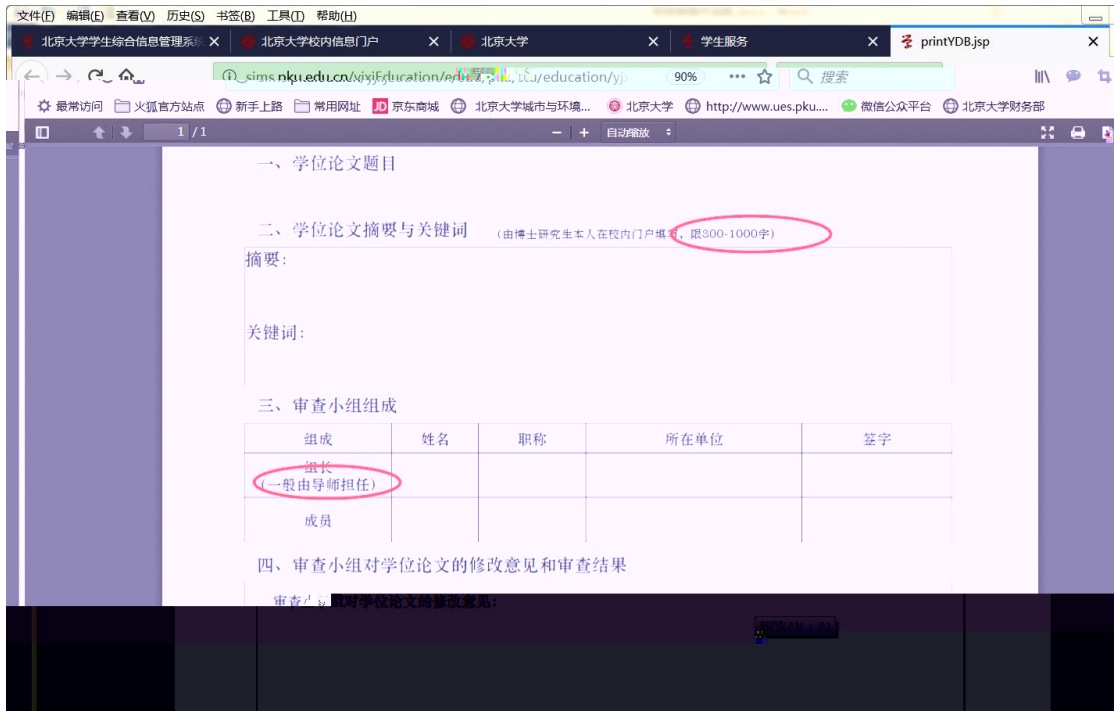 文件(F) 编辑(E) 查看(V) 历史(S) 书签(B) 工具(T) 帮助(H)
北京大学学生综合信息管理系统 北京大学校内信息门户 北京大学 学生服务 printYDB.jsp
sims.pku.edu.cn 90% 搜索
最常访问 火狐官方站点 新手上路 常用网址 JD 京东商城 北京大学城市与环境... 北京大学 http://www.ues.pku.... 微信公众平台 北京大学财务部
1 / 1 自动缩放
一、学位论文题目
二、学位论文摘要与关键词 (由博士研究生本人在校内门户填写，限800-1000字)
摘要:
关键词:
三、审查小组组成
组成 姓名 职称 所在单位 签字
组长
(一般由导师担任)
成员
四、审查小组对学位论文的修改意见和审查结果
审查小组对学位论文的修改意见: